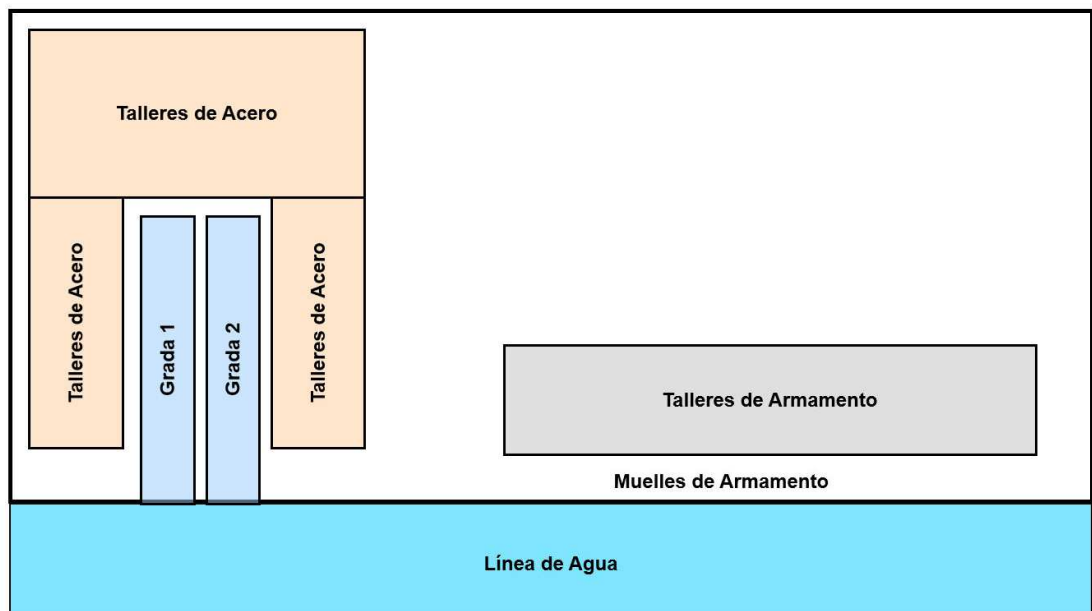 Talleres de Acero
Talleres de Acero
Grada 1
Grada 2
Talleres de Acero
Talleres de Armamento
Muelles de Armamento
Línea de Agua